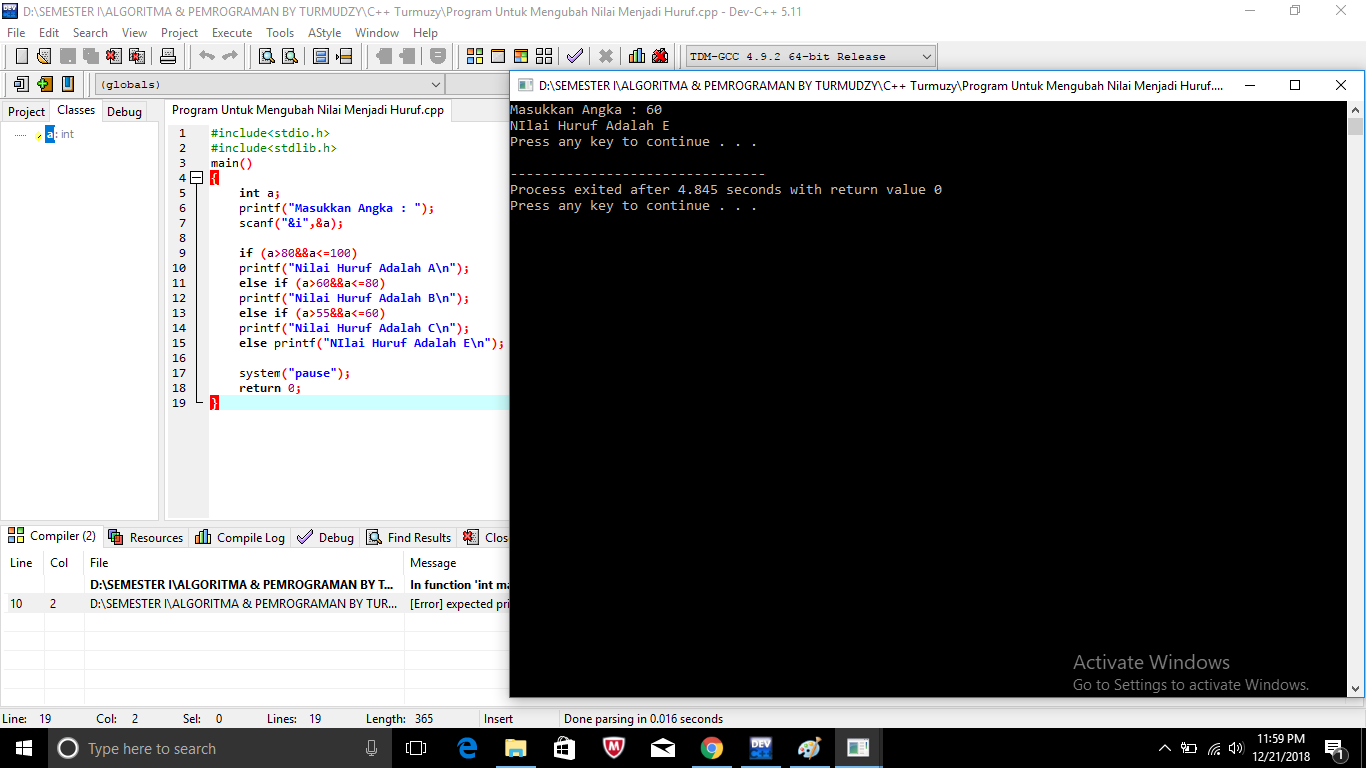 D:\SEMESTER I\ALGORITMA & PEMROGRAMAN BY TURMUDZY\C++ Turmuzy\Program Untuk Mengubah Nilai Menjadi Huruf.cpp - Dev-C++ 5.11
File Edit Search View Project Execute Tools AStyle Window Help
TDM-GCC 4.9.2 64-bit Release
(globals)
Project Classes Debug
a : int
Program Untuk Mengubah Nilai Menjadi Huruf.cpp
1 #include<stdio.h>
2 #include<stdlib.h>
3 main()
4 {
5 int a;
6 printf("Masukkan Angka : ");
7 scanf("&i",&a);
8
9 if (a>80&&a<=100)
10 printf("Nilai Huruf Adalah A\n");
11 else if (a>60&&a<=80)
12 printf("Nilai Huruf Adalah B\n");
13 else if (a>55&&a<=60)
14 printf("Nilai Huruf Adalah C\n");
15 else printf("NIlai Huruf Adalah E\n");
16
17 system("pause");
18 return 0;
19 }
D:\SEMESTER I\ALGORITMA & PEMROGRAMAN BY TURMUDZY\C++ Turmuzy\Program Untuk Mengubah Nilai Menjadi Huruf....
Masukkan Angka : 60
NIlai Huruf Adalah E
Press any key to continue . . .
--------------------------------
Process exited after 4.845 seconds with return value 0
Press any key to continue . . .
Compiler (2) Resources Compile Log Debug Find Results Clo
Line Col File Message
D:\SEMESTER I\ALGORITMA & PEMROGRAMAN BY T... In function 'int m
10 2 D:\SEMESTER I\ALGORITMA & PEMROGRAMAN BY TUR... [Error] expected pri
Activate Windows
Go to Settings to activate Windows.
Line: 19 Col: 2 Sel: 0 Lines: 19 Length: 365 Insert Done parsing in 0.016 seconds
Type here to search
DEV
11:59 PM
12/21/2018
1